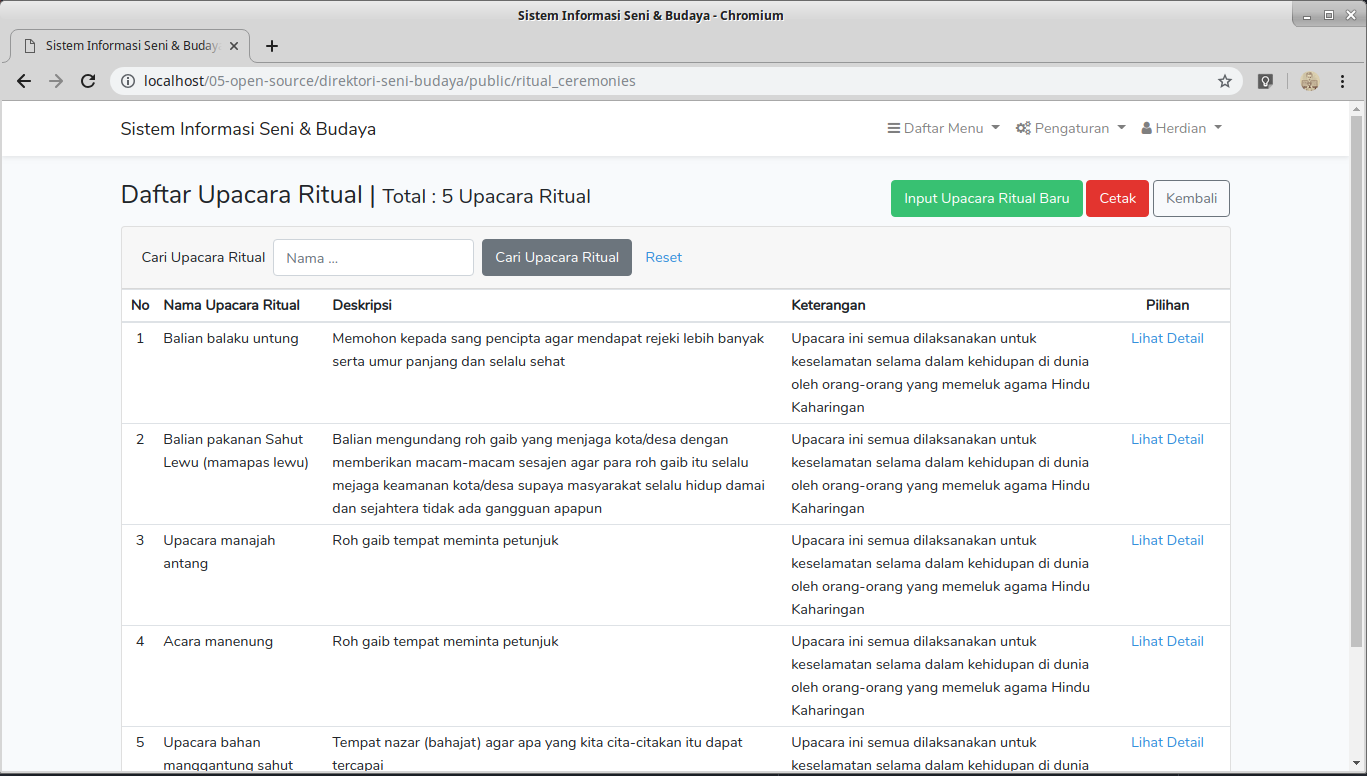 Sistem Informasi Seni & Budaya - Chromium
Sistem Informasi Seni & Buday
localhost/05-open-source/direktori-seni-budaya/public/ritual_ceremonies
Sistem Informasi Seni & Budaya
Daftar Menu Pengaturan Herdian
Daftar Upacara Ritual | Total : 5 Upacara Ritual
Input Upacara Ritual Baru Cetak Kembali
Cari Upacara Ritual Nama ... Cari Upacara Ritual Reset
No Nama Upacara Ritual Deskripsi Keterangan Pilihan
1 Balian balaku untung Memohon kepada sang pencipta agar mendapat rejeki lebih banyak Upacara ini semua dilaksanakan untuk Lihat Detail
serta umur panjang dan selalu sehat keselamatan selama dalam kehidupan di dunia
oleh orang-orang yang memeluk agama Hindu
Kaharingan
2 Balian pakanan Sahut Balian mengundang roh gaib yang menjaga kota/desa dengan Upacara ini semua dilaksanakan untuk Lihat Detail
Lewu (mamapas lewu) memberikan macam-macam sesajen agar para roh gaib itu selalu keselamatan selama dalam kehidupan di dunia
mejaga keamanan kota/desa supaya masyarakat selalu hidup damai oleh orang-orang yang memeluk agama Hindu
dan sejahtera tidak ada gangguan apapun Kaharingan
3 Upacara manajah Roh gaib tempat meminta petunjuk Upacara ini semua dilaksanakan untuk Lihat Detail
antang keselamatan selama dalam kehidupan di dunia
oleh orang-orang yang memeluk agama Hindu
Kaharingan
4 Acara manenung Roh gaib tempat meminta petunjuk Upacara ini semua dilaksanakan untuk Lihat Detail
keselamatan selama dalam kehidupan di dunia
oleh orang-orang yang memeluk agama Hindu
Kaharingan
5 Upacara bahan Tempat nazar (bahajat) agar apa yang kita cita-citakan itu dapat Upacara ini semua dilaksanakan untuk Lihat Detail
manggantung sahut tercapai keselamatan selama dalam kehidupan di dunia